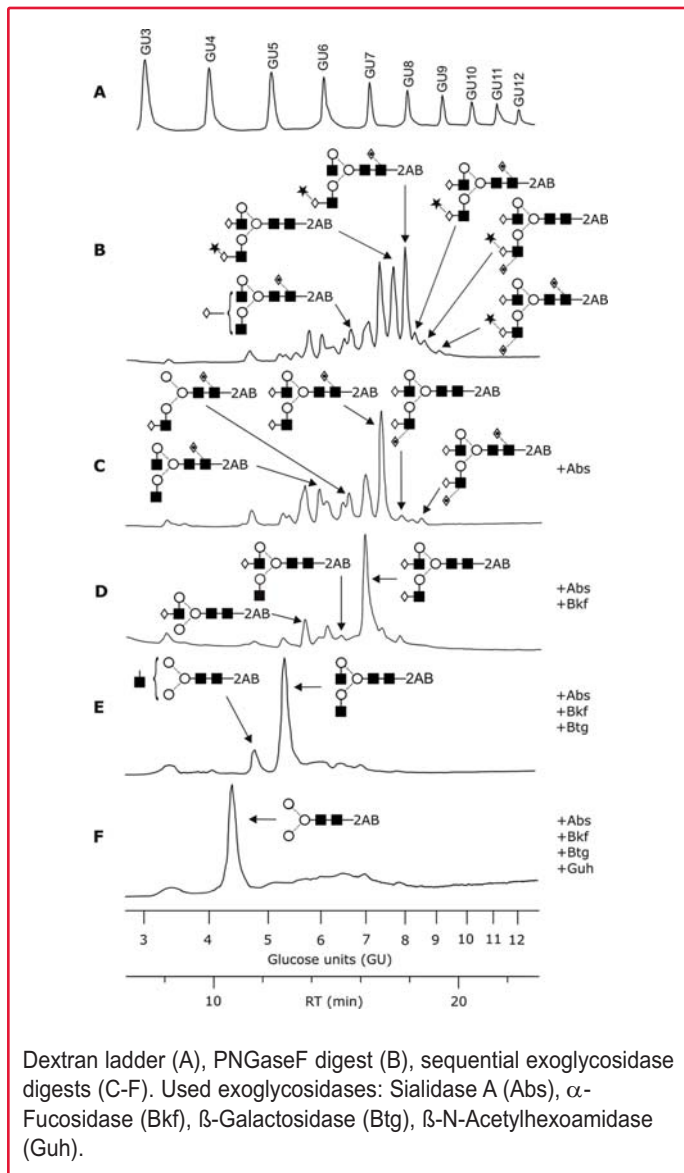 GU3 GU4 GU5 GU6 GU7 GU8 GU9 GU10 GU11 GU12
A
2AB
2AB
2AB
2AB
2AB
B
2AB
2AB
2AB
2AB
2AB
2AB
C
2AB
2AB
+Abs
2AB
D
2AB
2AB
+Abs
+Bkf
2AB
2AB
2AB
E
+Abs
+Bkf
+Btg
F
2AB
+Abs
+Bkf
+Btg
+Guh
3 4 5 6 7 8 9 10 11 12
Glucose units (GU)
10 20
RT (min)
Dextran ladder (A), PNGaseF digest (B), sequential exoglycosidase
digests (C-F). Used exoglycosidases: Sialidase A (Abs), α-
Fucosidase (Bkf), ß-Galactosidase (Btg), ß-N-Acetylhexoamidase
(Guh).